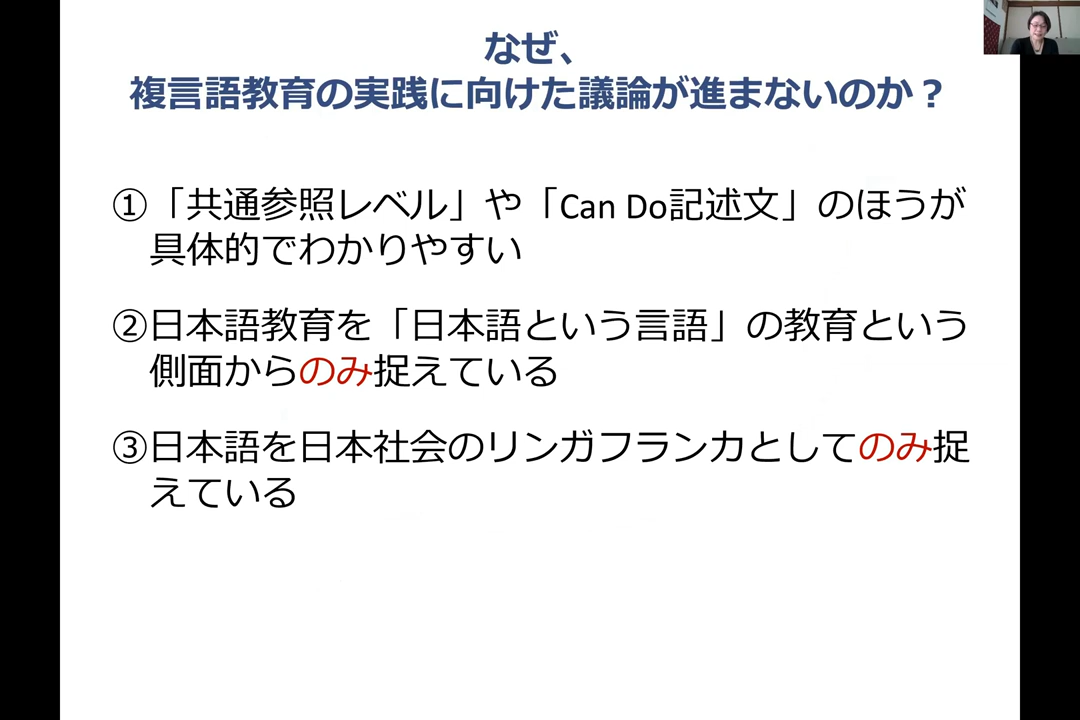 なぜ、
複言語教育の実践に向けた議論が進まないのか？
①「共通参照レベル」や「Can Do記述文」のほうが
具体的でわかりやすい
②日本語教育を「日本語という言語」の教育という
側面からのみ捉えている
③日本語を日本社会のリンガフランカとしてのみ捉
えている